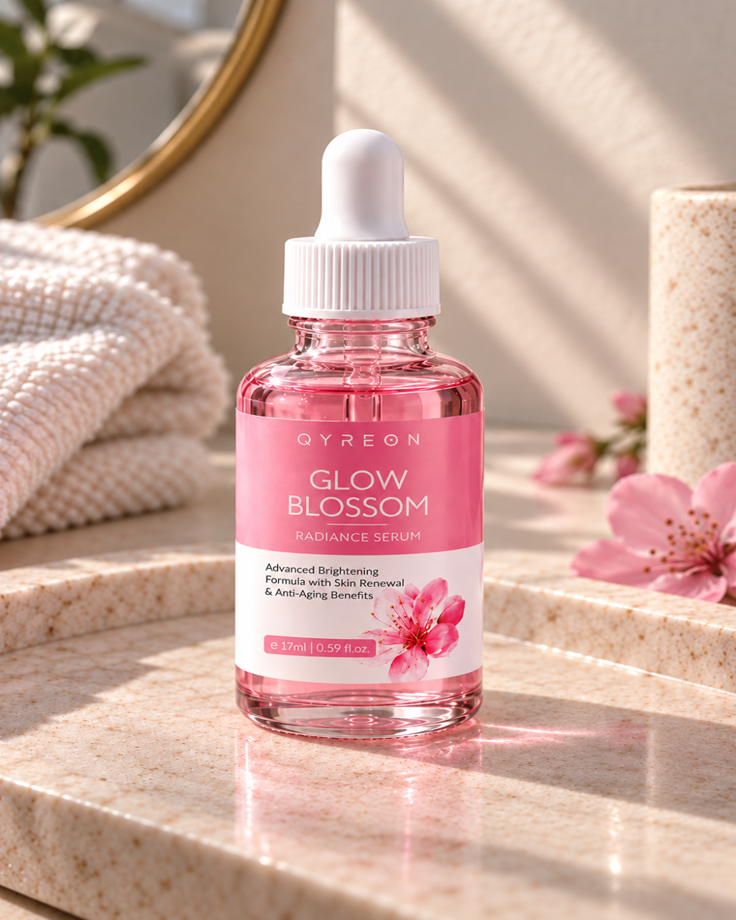 QYREON
GLOW
BLOSSOM
RADIANCE SERUM
Advanced Brightening
Formula with Skin Renewal
& Anti-Aging Benefits
e 17ml | 0.59 fl.oz.